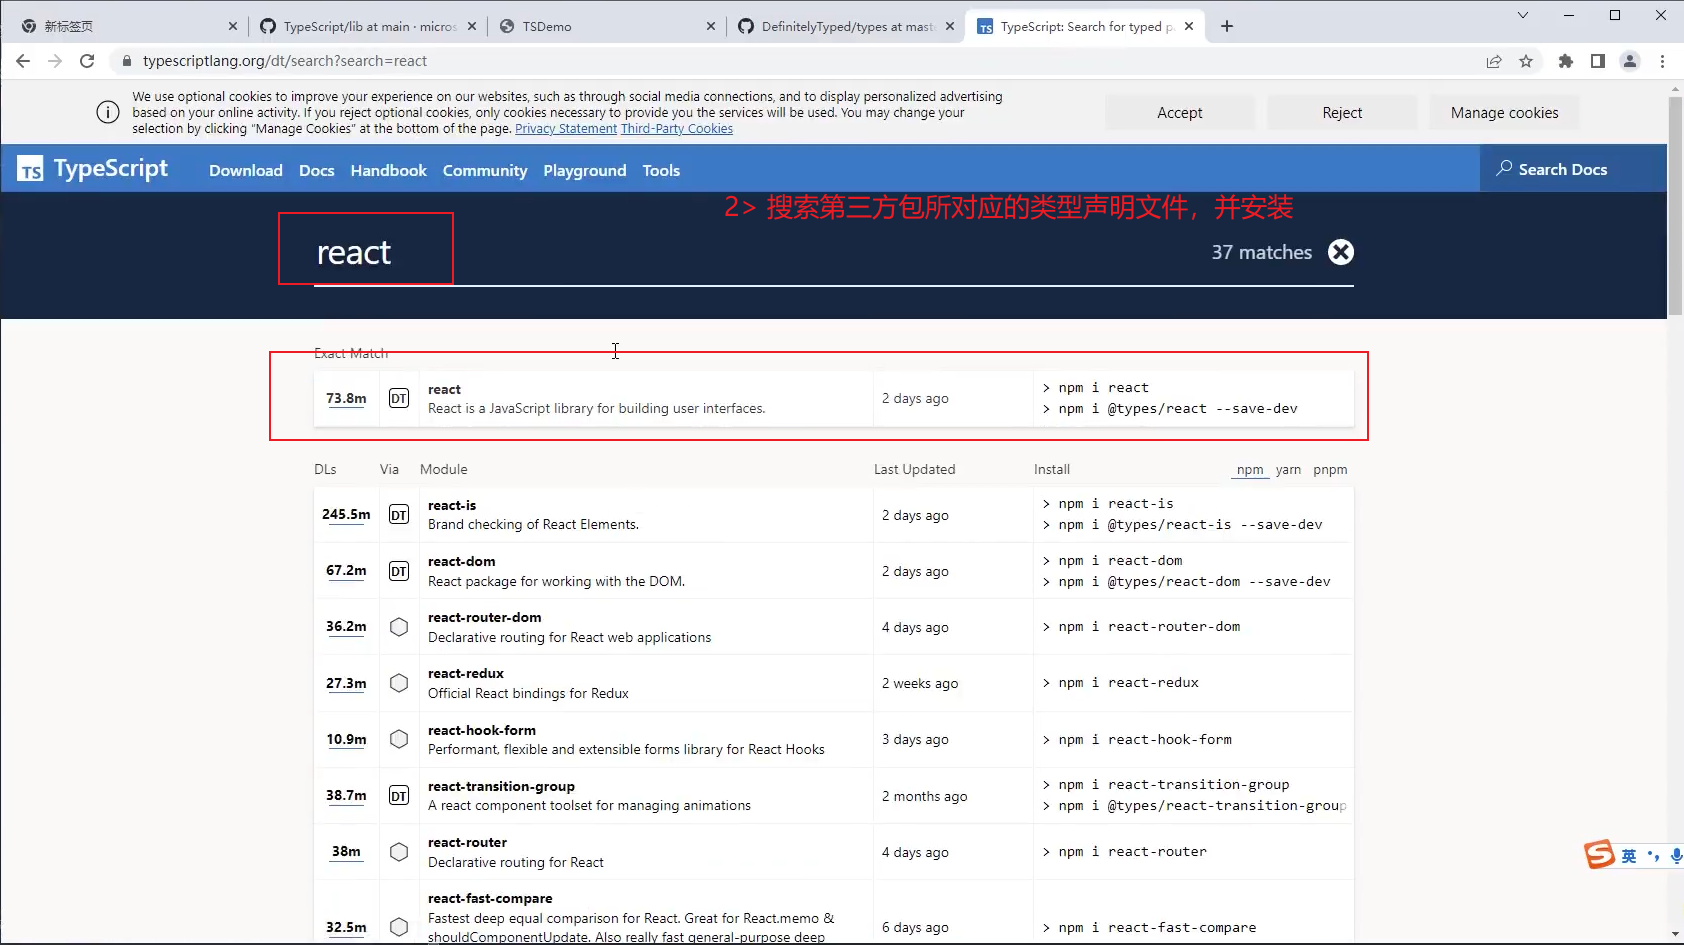 新标签页
TypeScript/lib at main · micros
TSDemo
DefinitelyTyped/types at mast
TypeScript: Search for typed p
typescriptlang.org/dt/search?search=react
We use optional cookies to improve your experience on our websites, such as through social media connections, and to display personalized advertising
based on your online activity. If you reject optional cookies, only cookies necessary to provide you the services will be used. You may change your
selection by clicking “Manage Cookies” at the bottom of the page. Privacy Statement Third-Party Cookies
Accept
Reject
Manage cookies
TS TypeScript
Download Docs Handbook Community Playground Tools
Search Docs
2> 搜索第三方包所对应的类型声明文件，并安装
react
37 matches
Exact Match
73.8m DT react
React is a JavaScript library for building user interfaces.
2 days ago
> npm i react
> npm i @types/react --save-dev
DLs Via Module Last Updated Install npm yarn pnpm
245.5m DT react-is
Brand checking of React Elements.
2 days ago
> npm i react-is
> npm i @types/react-is --save-dev
67.2m DT react-dom
React package for working with the DOM.
2 days ago
> npm i react-dom
> npm i @types/react-dom --save-dev
36.2m react-router-dom
Declarative routing for React web applications
4 days ago
> npm i react-router-dom
27.3m react-redux
Official React bindings for Redux
2 weeks ago
> npm i react-redux
10.9m react-hook-form
Performant, flexible and extensible forms library for React Hooks
3 days ago
> npm i react-hook-form
38.7m DT react-transition-group
A react component toolset for managing animations
2 months ago
> npm i react-transition-group
> npm i @types/react-transition-group
38m react-router
Declarative routing for React
4 days ago
> npm i react-router
32.5m react-fast-compare
Fastest deep equal comparison for React. Great for React.memo &
shouldComponentUpdate. Also really fast general-purpose deep
6 days ago
> npm i react-fast-compare
S 英